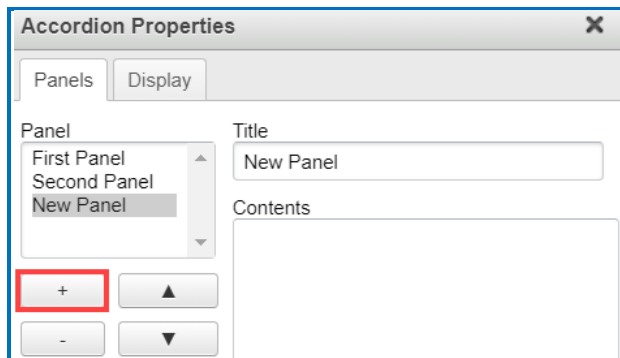 Accordion Properties
Panels
Display
Panel
First Panel
Second Panel
New Panel
+
-
Title
New Panel
Contents